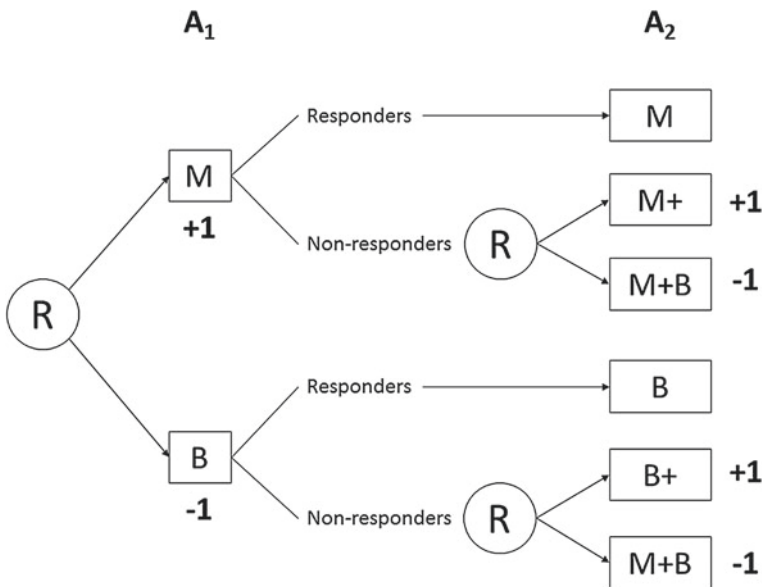 A₁ A₂
Responders M
M
+1
R
Non-responders R M+ +1
M+B -1
Responders B
B
-1
Non-responders R B+ +1
M+B -1